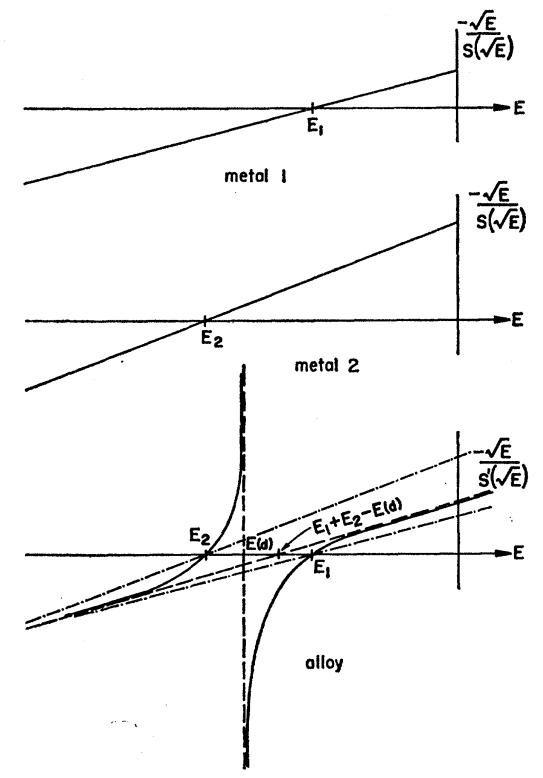 -√E
S(√E)
E
E₁
metal 1
-√E
S(√E)
E
E₂
metal 2
-√E
S'(√E)
E₁+E₂-E(d)
E₂
E(d)
E
E₁
alloy